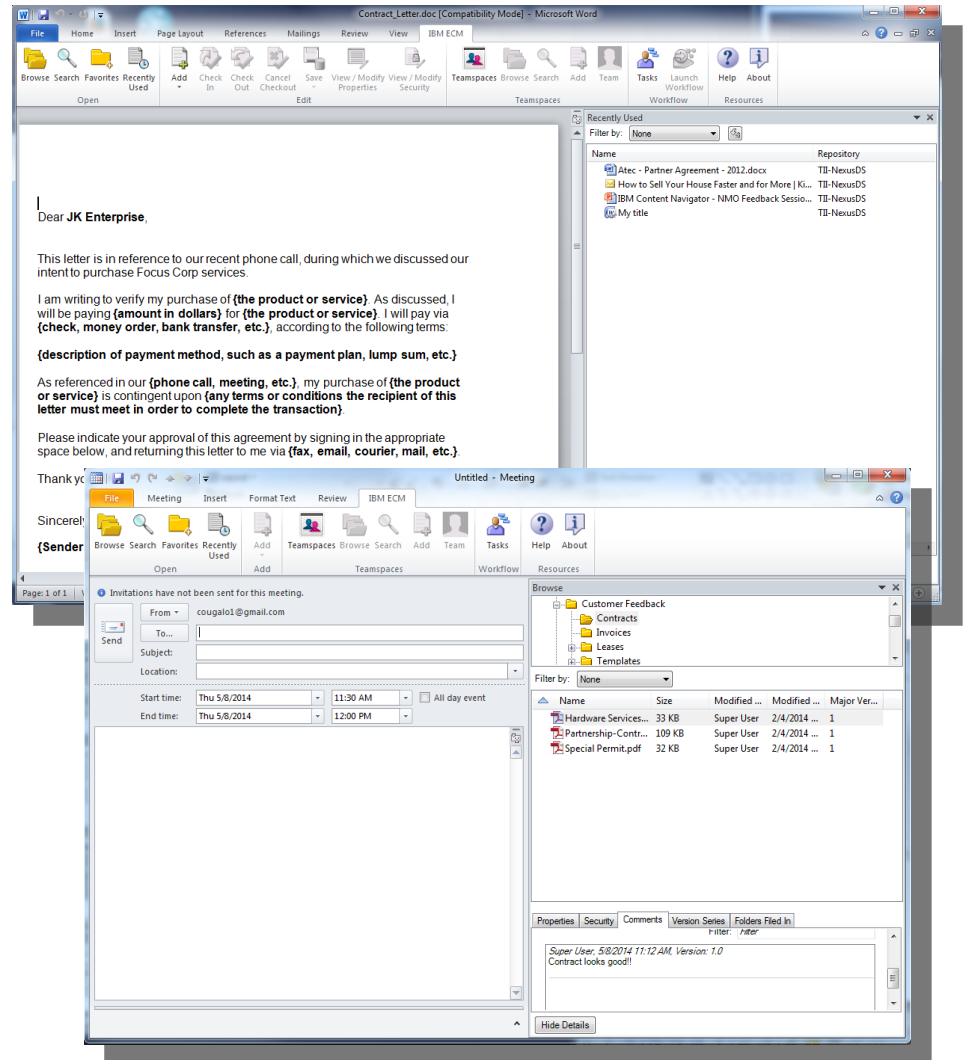 Contract_Letter.doc [Compatibility Mode] - Microsoft Word
File Home Insert Page Layout References Mailings Review View IBM ECM
Browse Search Favorites Recently Used Add Check In Check Out Cancel Checkout Save View / Modify Properties View / Modify Security Teamspaces Browse Search Add Team Tasks Launch Workflow Help About
Open Edit Teamspaces Workflow Resources
Recently Used
Filter by: None
Name Repository
Atec - Partner Agreement - 2012.docx TII-NexusDS
How to Sell Your House Faster and for More | Ki... TII-NexusDS
IBM Content Navigator - NMO Feedback Sessio... TII-NexusDS
My title TII-NexusDS
Dear JK Enterprise,
This letter is in reference to our recent phone call, during which we discussed our
intent to purchase Focus Corp services.
I am writing to verify my purchase of {the product or service}. As discussed, I
will be paying {amount in dollars} for {the product or service}. I will pay via
{check, money order, bank transfer, etc.}, according to the following terms:
{description of payment method, such as a payment plan, lump sum, etc.}
As referenced in our {phone call, meeting, etc.}, my purchase of {the product
or service} is contingent upon {any terms or conditions the recipient of this
letter must meet in order to complete the transaction}.
Please indicate your approval of this agreement by signing in the appropriate
space below, and returning this letter to me via {fax, email, courier, mail, etc.}.
Thank yo
Sincerely
{Sender
Page: 1 of 1
Untitled - Meeting
File Meeting Insert Format Text Review IBM ECM
Browse Search Favorites Recently Used Add Teamspaces Browse Search Add Team Tasks Help About
Open Add Teamspaces Workflow Resources
Invitations have not been sent for this meeting.
Send
From cougalo1@gmail.com
To...
Subject:
Location:
Start time: Thu 5/8/2014 11:30 AM All day event
End time: Thu 5/8/2014 12:00 PM
Browse
Customer Feedback
Contracts
Invoices
Leases
Templates
Filter by: None
Name Size Modified ... Modified ... Major Ver...
Hardware Services... 33 KB Super User 2/4/2014 ... 1
Partnership-Contr... 109 KB Super User 2/4/2014 ... 1
Special Permit.pdf 32 KB Super User 2/4/2014 ... 1
Properties Security Comments Version Series Folders Filed In
Filter: Filter
Super User, 5/8/2014 11:12 AM, Version: 1.0
Contract looks good!!
Hide Details